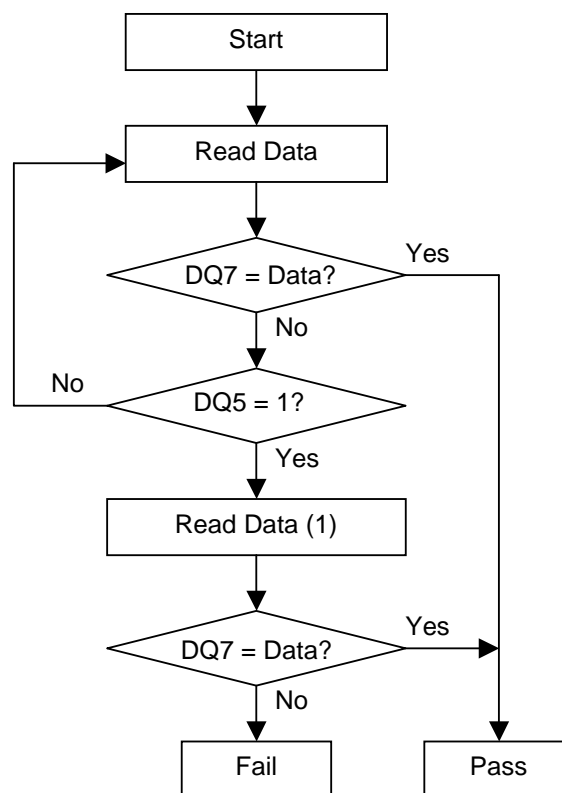 Start
Read Data
DQ7 = Data?
Yes
No
DQ5 = 1?
No
Yes
Read Data (1)
DQ7 = Data?
Yes
No
Fail
Pass